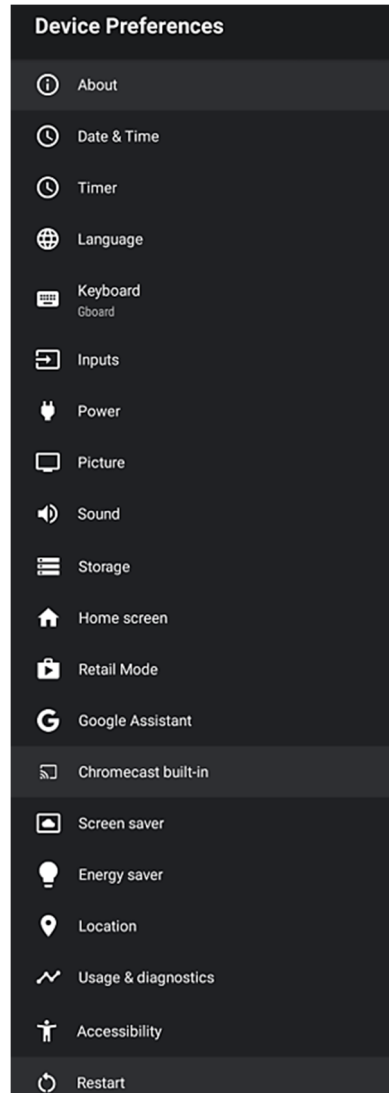 Device Preferences
About
Date & Time
Timer
Language
Keyboard
Gboard
Inputs
Power
Picture
Sound
Storage
Home screen
Retail Mode
Google Assistant
Chromecast built-in
Screen saver
Energy saver
Location
Usage & diagnostics
Accessibility
Restart